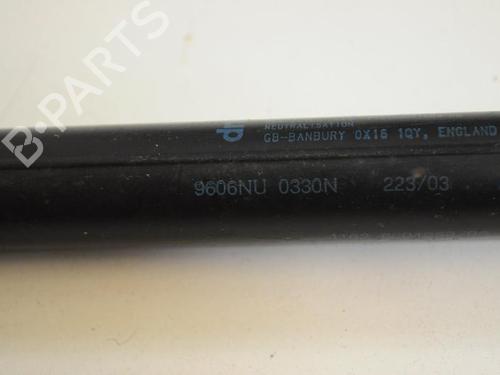 B-PARTS
NEUTRALISATION
GB-BANBURY OX16 1QY, ENGLAND
9606NU 0330N 223/03